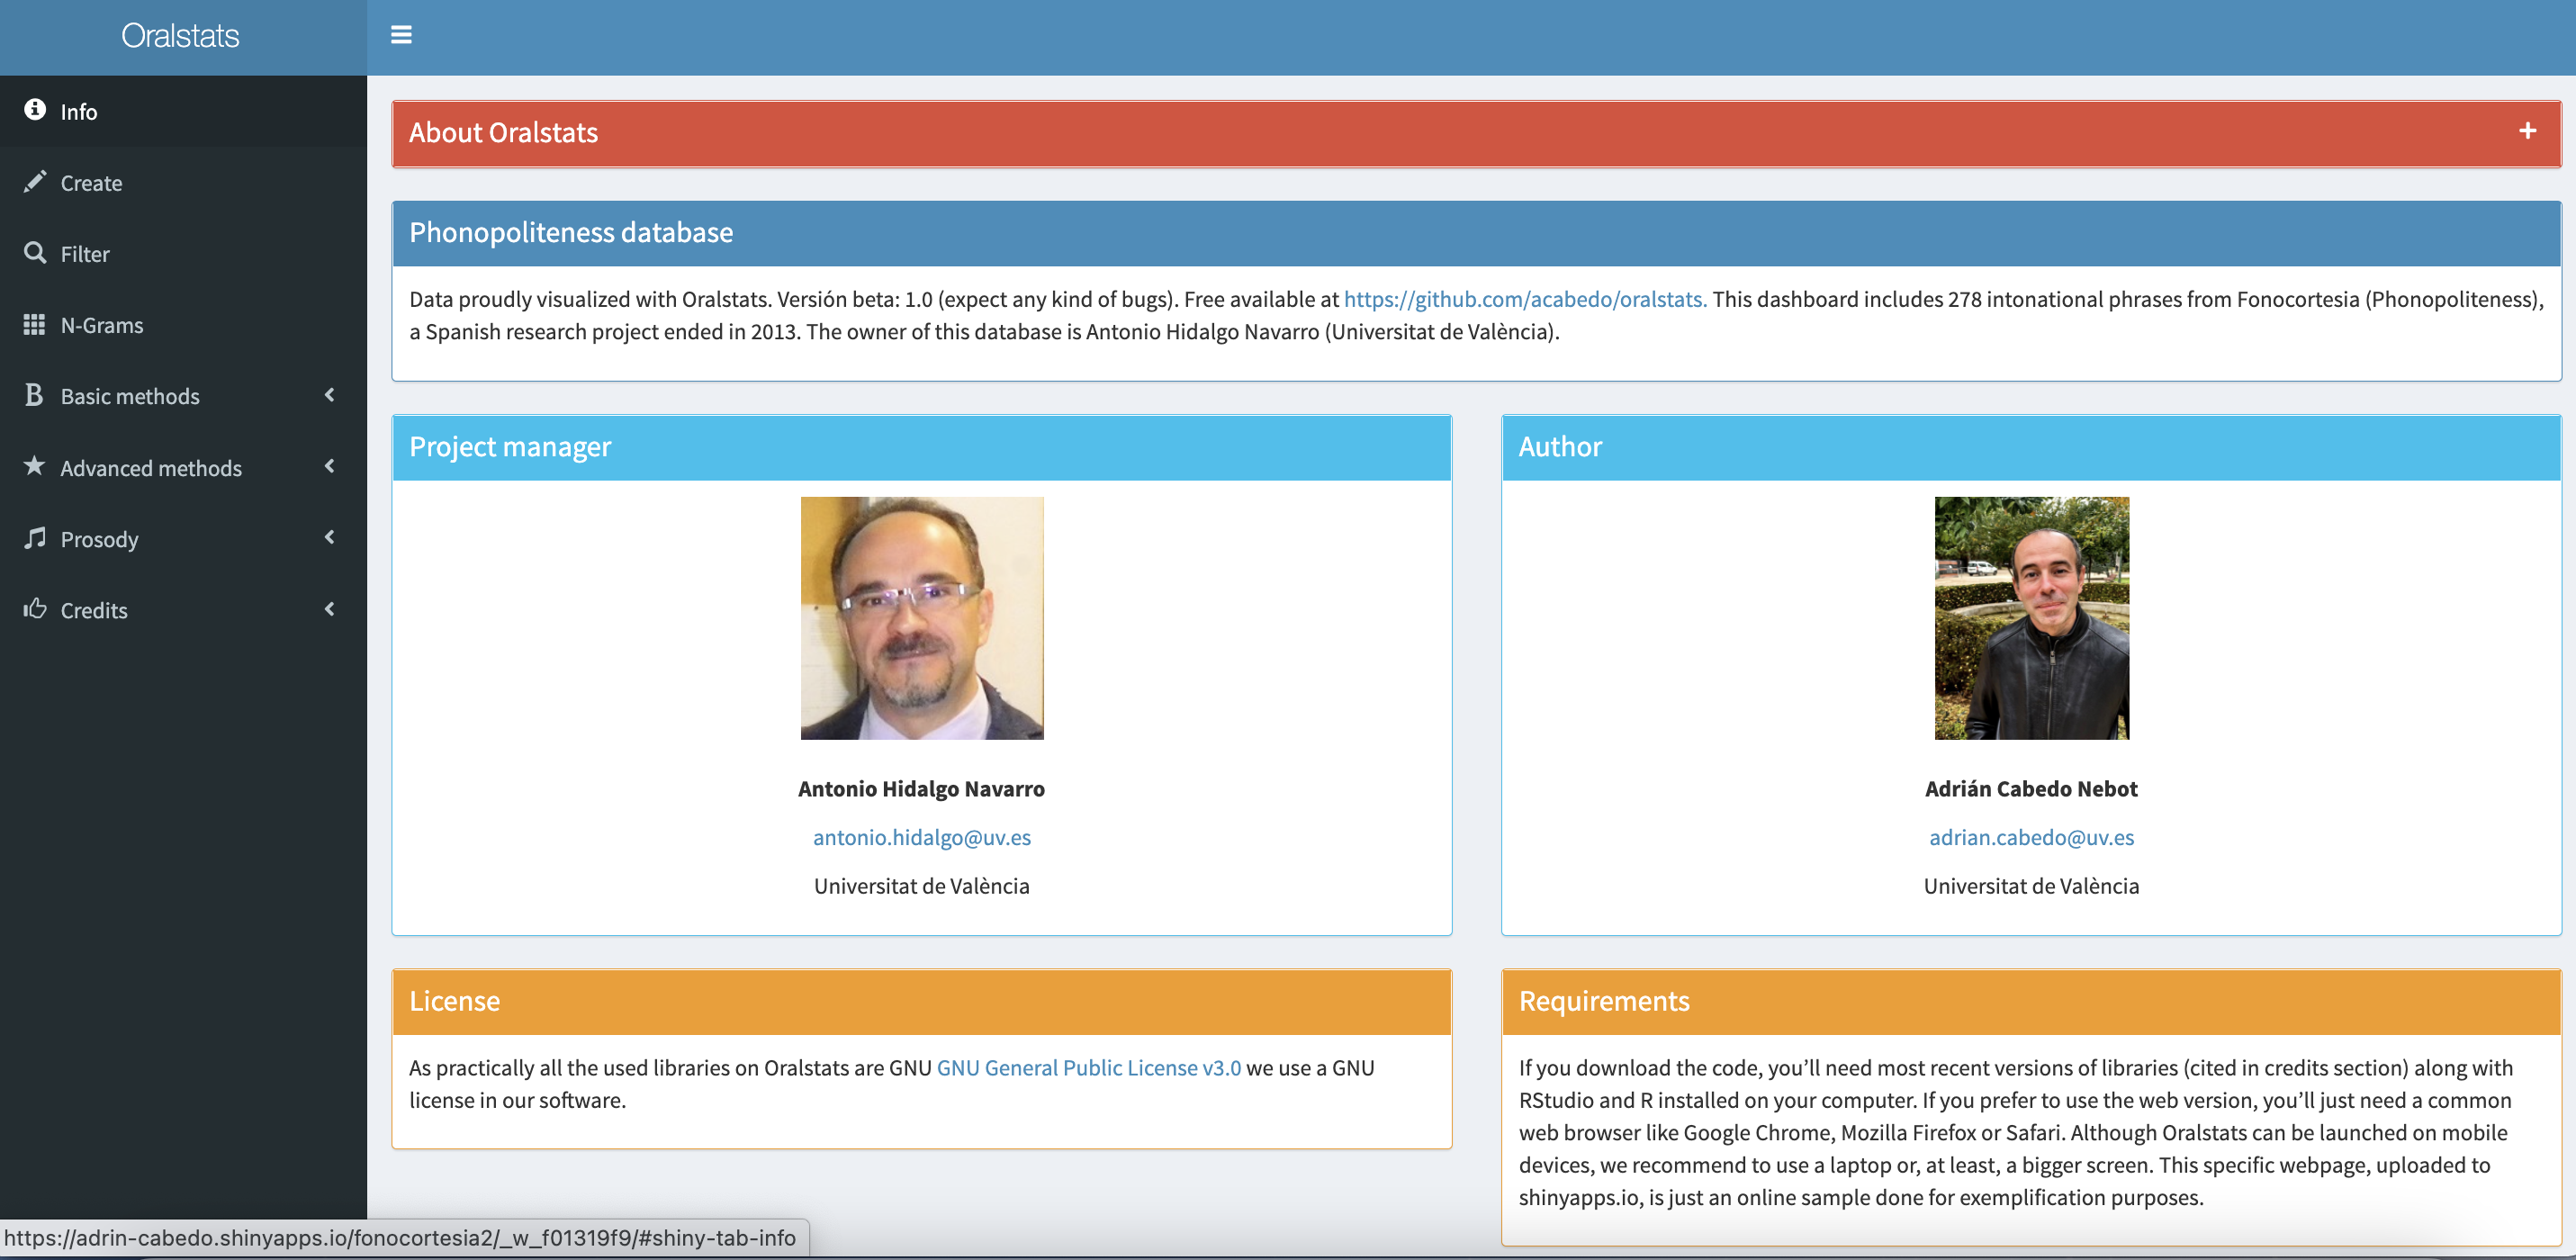 Oralstats
Info
Create
Filter
N-Grams
Basic methods
Advanced methods
Prosody
Credits
About Oralstats
Phonopoliteness database
Data proudly visualized with Oralstats. Versión beta: 1.0 (expect any kind of bugs). Free available at https://github.com/acabedo/oralstats. This dashboard includes 278 intonational phrases from Fonocortesia (Phonopoliteness),
a Spanish research project ended in 2013. The owner of this database is Antonio Hidalgo Navarro (Universitat de València).
Project manager
Antonio Hidalgo Navarro
antonio.hidalgo@uv.es
Universitat de València
Author
Adrián Cabedo Nebot
adrian.cabedo@uv.es
Universitat de València
License
As practically all the used libraries on Oralstats are GNU GNU General Public License v3.0 we use a GNU
license in our software.
Requirements
If you download the code, you’ll need most recent versions of libraries (cited in credits section) along with
RStudio and R installed on your computer. If you prefer to use the web version, you’ll just need a common
web browser like Google Chrome, Mozilla Firefox or Safari. Although Oralstats can be launched on mobile
devices, we recommend to use a laptop or, at least, a bigger screen. This specific webpage, uploaded to
shinyapps.io, is just an online sample done for exemplification purposes.
https://adrin-cabedo.shinyapps.io/fonocortesia2/_w_f01319f9/#shiny-tab-info